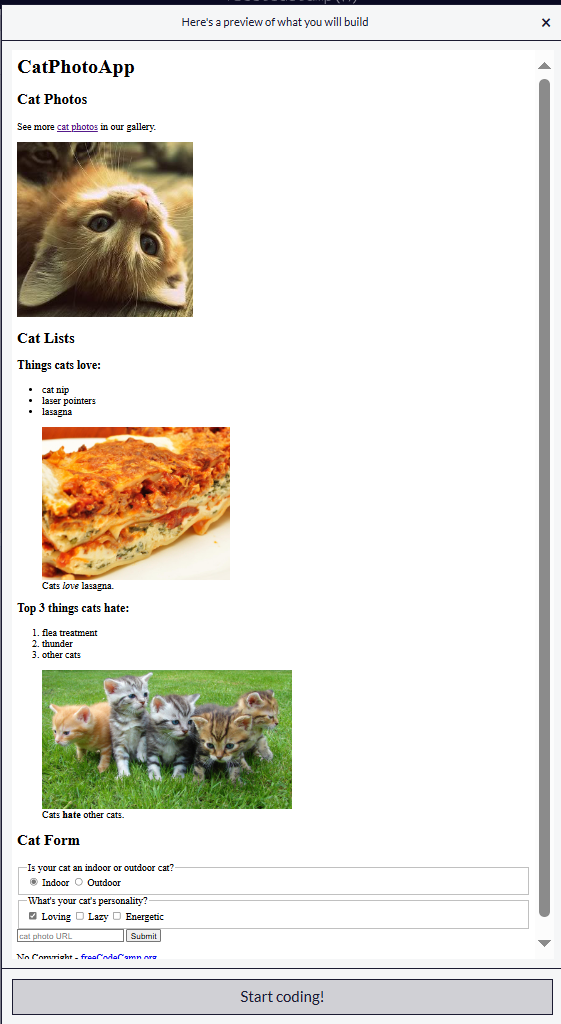 Here's a preview of what you will build ×
CatPhotoApp
Cat Photos
See more cat photos in our gallery.
Cat Lists
Things cats love:
• cat nip
• laser pointers
• lasagna
Cats love lasagna.
Top 3 things cats hate:
1. flea treatment
2. thunder
3. other cats
Cats hate other cats.
Cat Form
Is your cat an indoor or outdoor cat?
Indoor Outdoor
What's your cat's personality?
Loving Lazy Energetic
cat photo URL Submit
No Copyright - freeCodeCamp.org
Start coding!